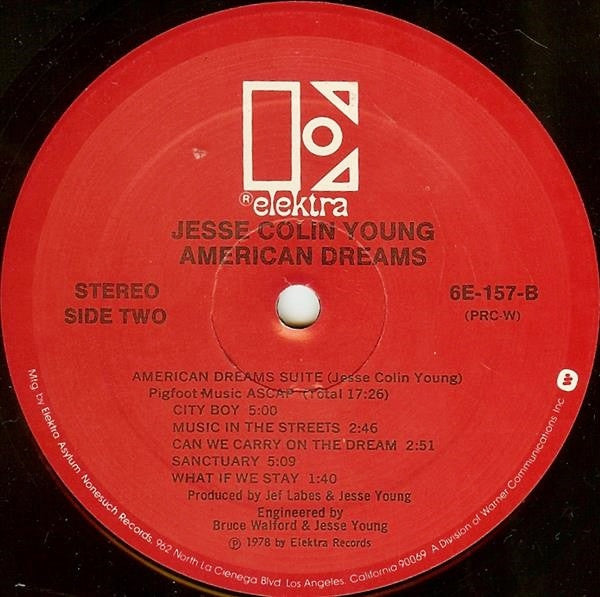 ® elektra
JESSE COLIN YOUNG
AMERICAN DREAMS
STEREO
SIDE TWO
6E-157-B
(PRC-W)
AMERICAN DREAMS SUITE (Jesse Colin Young)
Pigfoot Music ASCAP (Total 17:26)
CITY BOY 5:00
MUSIC IN THE STREETS 2:46
CAN WE CARRY ON THE DREAM 2:51
SANCTUARY 5:09
WHAT IF WE STAY 1:40
Produced by Jef Labes & Jesse Young
Engineered by
Bruce Walford & Jesse Young
℗ 1978 by Elektra Records
Mfg by Elektra Asylum Nonesuch Records, 962 North La Cienega Blvd. Los Angeles, California 90069 A Division of Warner Communications Inc